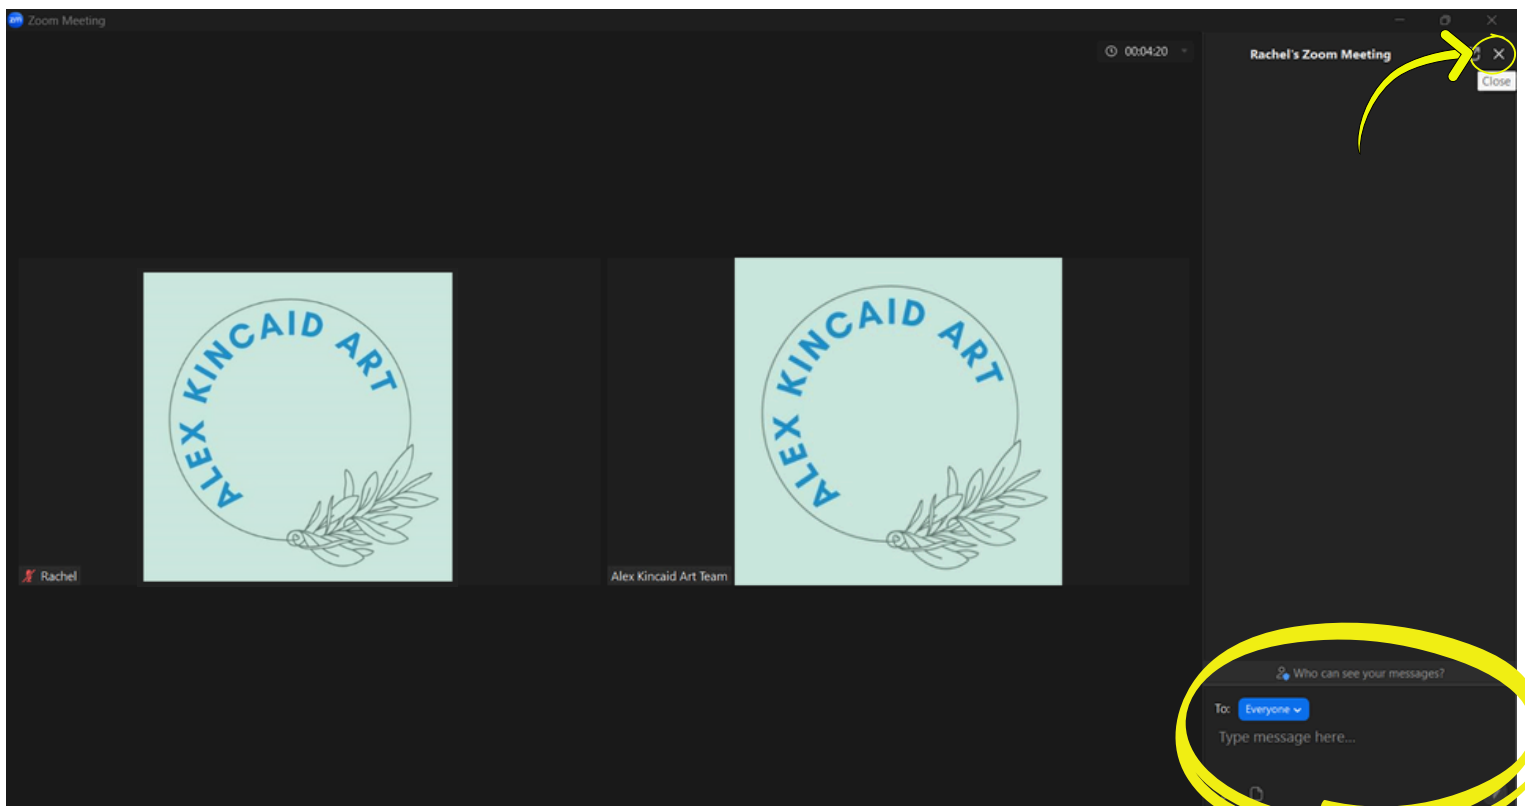 zm Zoom Meeting
00:04:20
Rachel's Zoom Meeting
Close
ALEX KINCAID ART
ALEX KINCAID ART
Rachel
Alex Kincaid Art Team
Who can see your messages?
To: Everyone
Type message here...